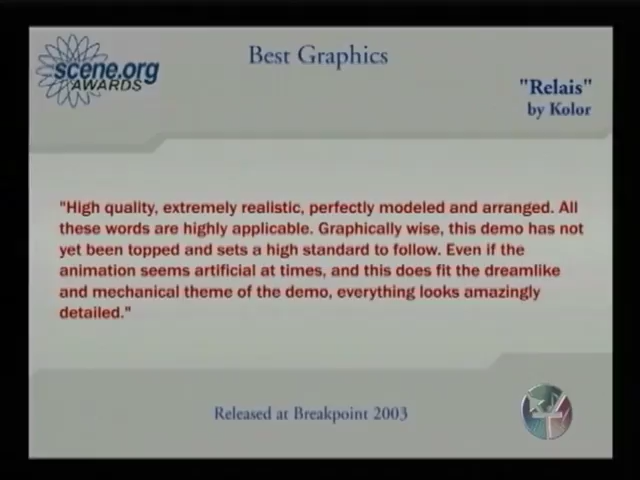 scene.org
AWARDS
Best Graphics
"Relais"
by Kolor
"High quality, extremely realistic, perfectly modeled and arranged. All
these words are highly applicable. Graphically wise, this demo has not
yet been topped and sets a high standard to follow. Even if the
animation seems artificial at times, and this does fit the dreamlike
and mechanical theme of the demo, everything looks amazingly
detailed."
Released at Breakpoint 2003